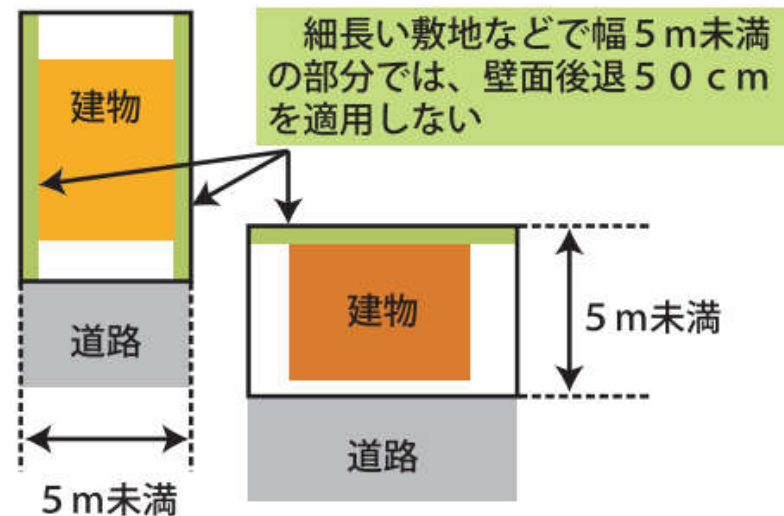 細長い敷地などで幅5m未満
の部分では、壁面後退50cm
を適用しない
建物
道路
5m未満
建物
5m未満
道路